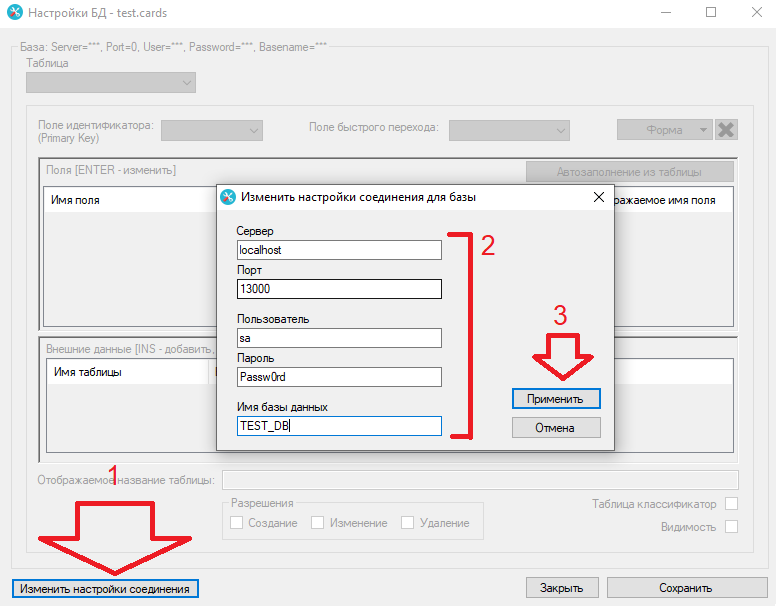 Настройки БД - test.cards
База: Server=***, Port=0, User=***, Password=***, Basename=***
Таблица
Поле идентификатора:
(Primary Key)
Поле быстрого перехода:
Форма
Поля [ENTER - изменить]
Автозаполнение из таблицы
Имя поля
ражаемое имя поля
Изменить настройки соединения для базы
Сервер
localhost
2
Порт
13000
3
Пользователь
sa
Пароль
Passw0rd
Применить
Имя базы данных
TEST_DB
Отмена
Внешние данные [INS - добавить,
Имя таблицы
1
Отображаемое название таблицы:
Разрешения
Создание
Изменение
Удаление
Таблица классификатор
Видимость
Изменить настройки соединения
Закрыть
Сохранить